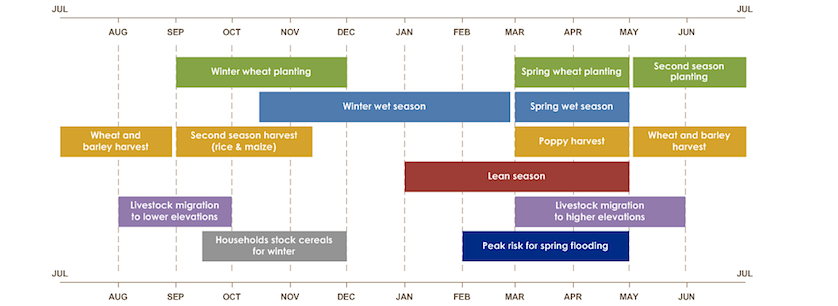 JUL JUL
AUG SEP OCT NOV DEC JAN FEB MAR APR MAY JUN
Winter wheat planting
Spring wheat planting
Second season
planting
Winter wet season
Spring wet season
Wheat and
barley harvest
Second season harvest
(rice & maize)
Poppy harvest
Wheat and barley
harvest
Lean season
Livestock migration
to lower elevations
Livestock migration
to higher elevations
Households stock cereals
for winter
Peak risk for spring flooding
JUL JUL
AUG SEP OCT NOV DEC JAN FEB MAR APR MAY JUN